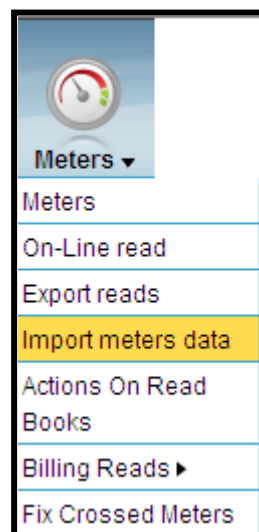 Meters ▾
Meters
On-Line read
Export reads
Import meters data
Actions On Read
Books
Billing Reads ▸
Fix Crossed Meters